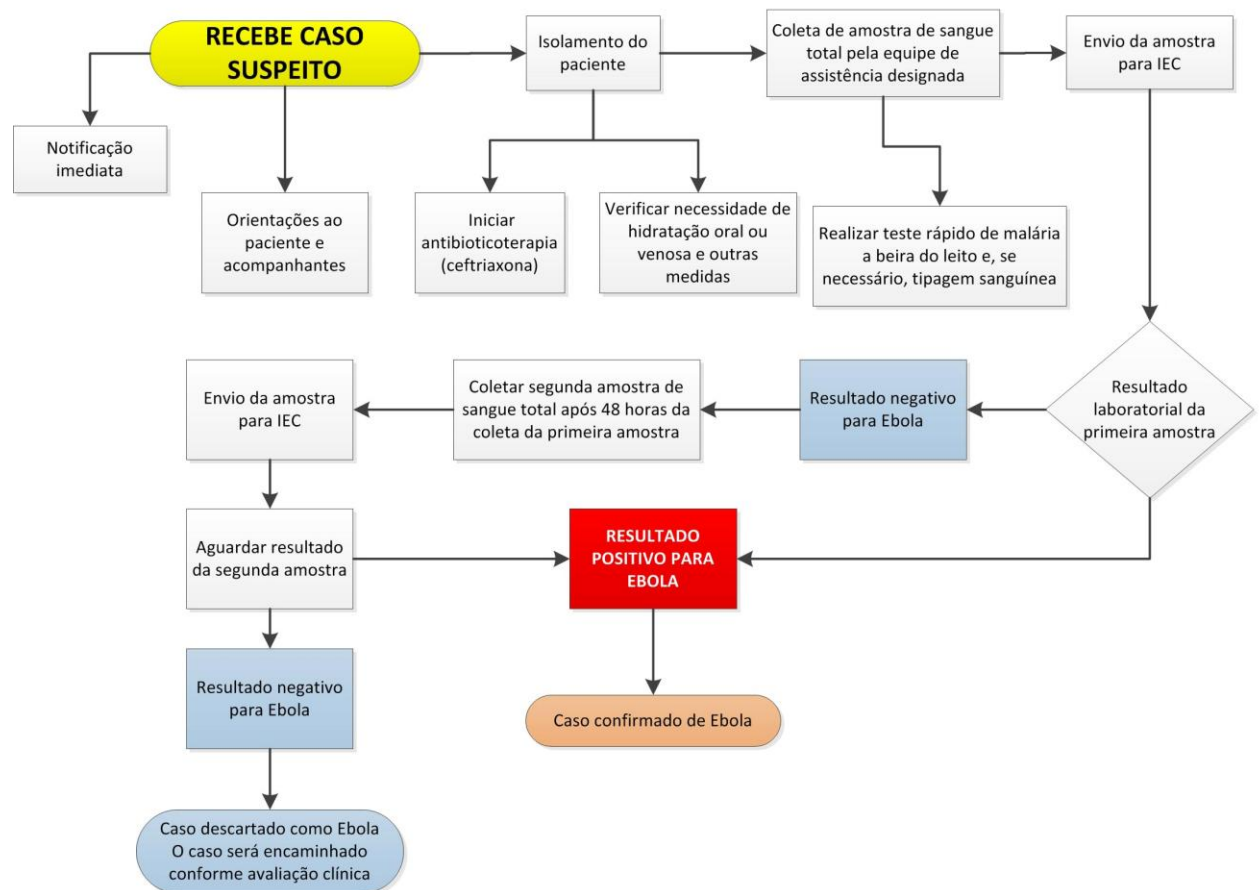 RECEBE CASO
SUSPEITO
Isolamento do
paciente
Coleta de amostra de sangue
total pela equipe de
assistência designada
Envio da amostra
para IEC
Notificação
imediata
Orientações ao
paciente e
acompanhantes
Iniciar
antibioticoterapia
(ceftriaxona)
Verificar necessidade de
hidratação oral ou
venosa e outras
medidas
Realizar teste rápido de malária
a beira do leito e, se
necessário, tipagem sanguínea
Envio da amostra
para IEC
Coletar segunda amostra de
sangue total após 48 horas da
coleta da primeira amostra
Resultado negativo
para Ebola
Resultado
laboratorial da
primeira amostra
Aguardar resultado
da segunda amostra
RESULTADO
POSITIVO PARA
EBOLA
Resultado negativo
para Ebola
Caso confirmado de Ebola
Caso descartado como Ebola
O caso será encaminhado
conforme avaliação clínica